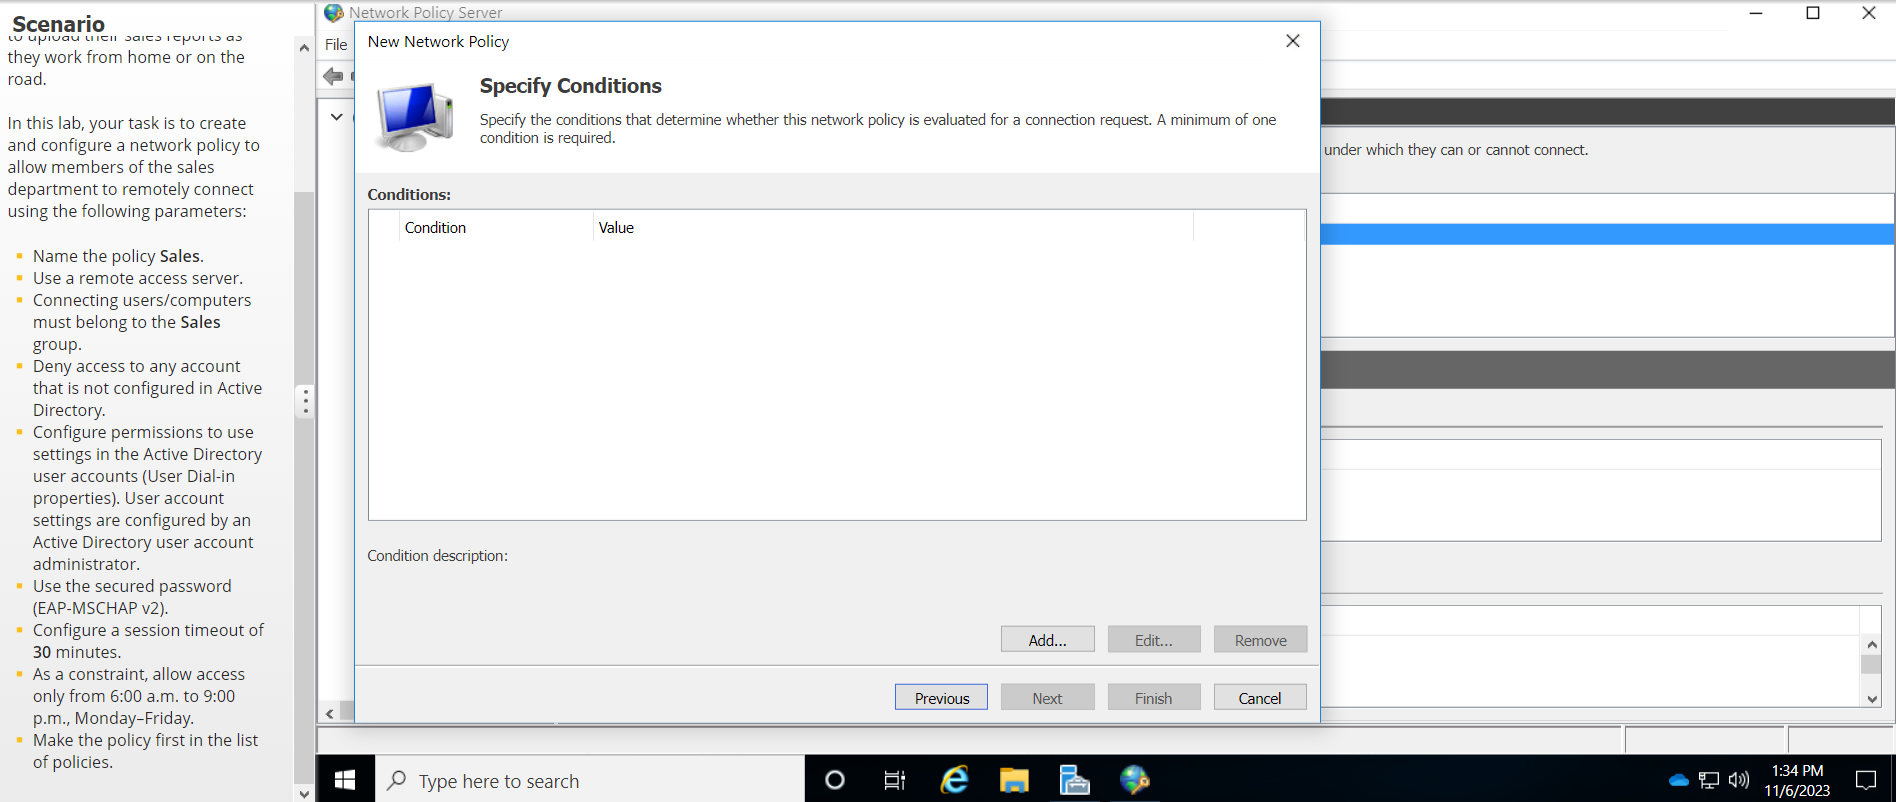 Scenario
to upload their sales reports as
they work from home or on the
road.
In this lab, your task is to create
and configure a network policy to
allow members of the sales
department to remotely connect
using the following parameters:
Name the policy Sales.
Use a remote access server.
Connecting users/computers
must belong to the Sales
group.
Deny access to any account
that is not configured in Active
Directory.
Configure permissions to use
settings in the Active Directory
user accounts (User Dial-in
properties). User account
settings are configured by an
Active Directory user account
administrator.
Use the secured password
(EAP-MSCHAP v2).
Configure a session timeout of
30 minutes.
As a constraint, allow access
only from 6:00 a.m. to 9:00
p.m., Monday–Friday.
Make the policy first in the list
of policies.
Network Policy Server
File
New Network Policy
Specify Conditions
Specify the conditions that determine whether this network policy is evaluated for a connection request. A minimum of one
condition is required.
under which they can or cannot connect.
Conditions:
Condition Value
Condition description:
Add... Edit... Remove
Previous Next Finish Cancel
Type here to search
1:34 PM
11/6/2023